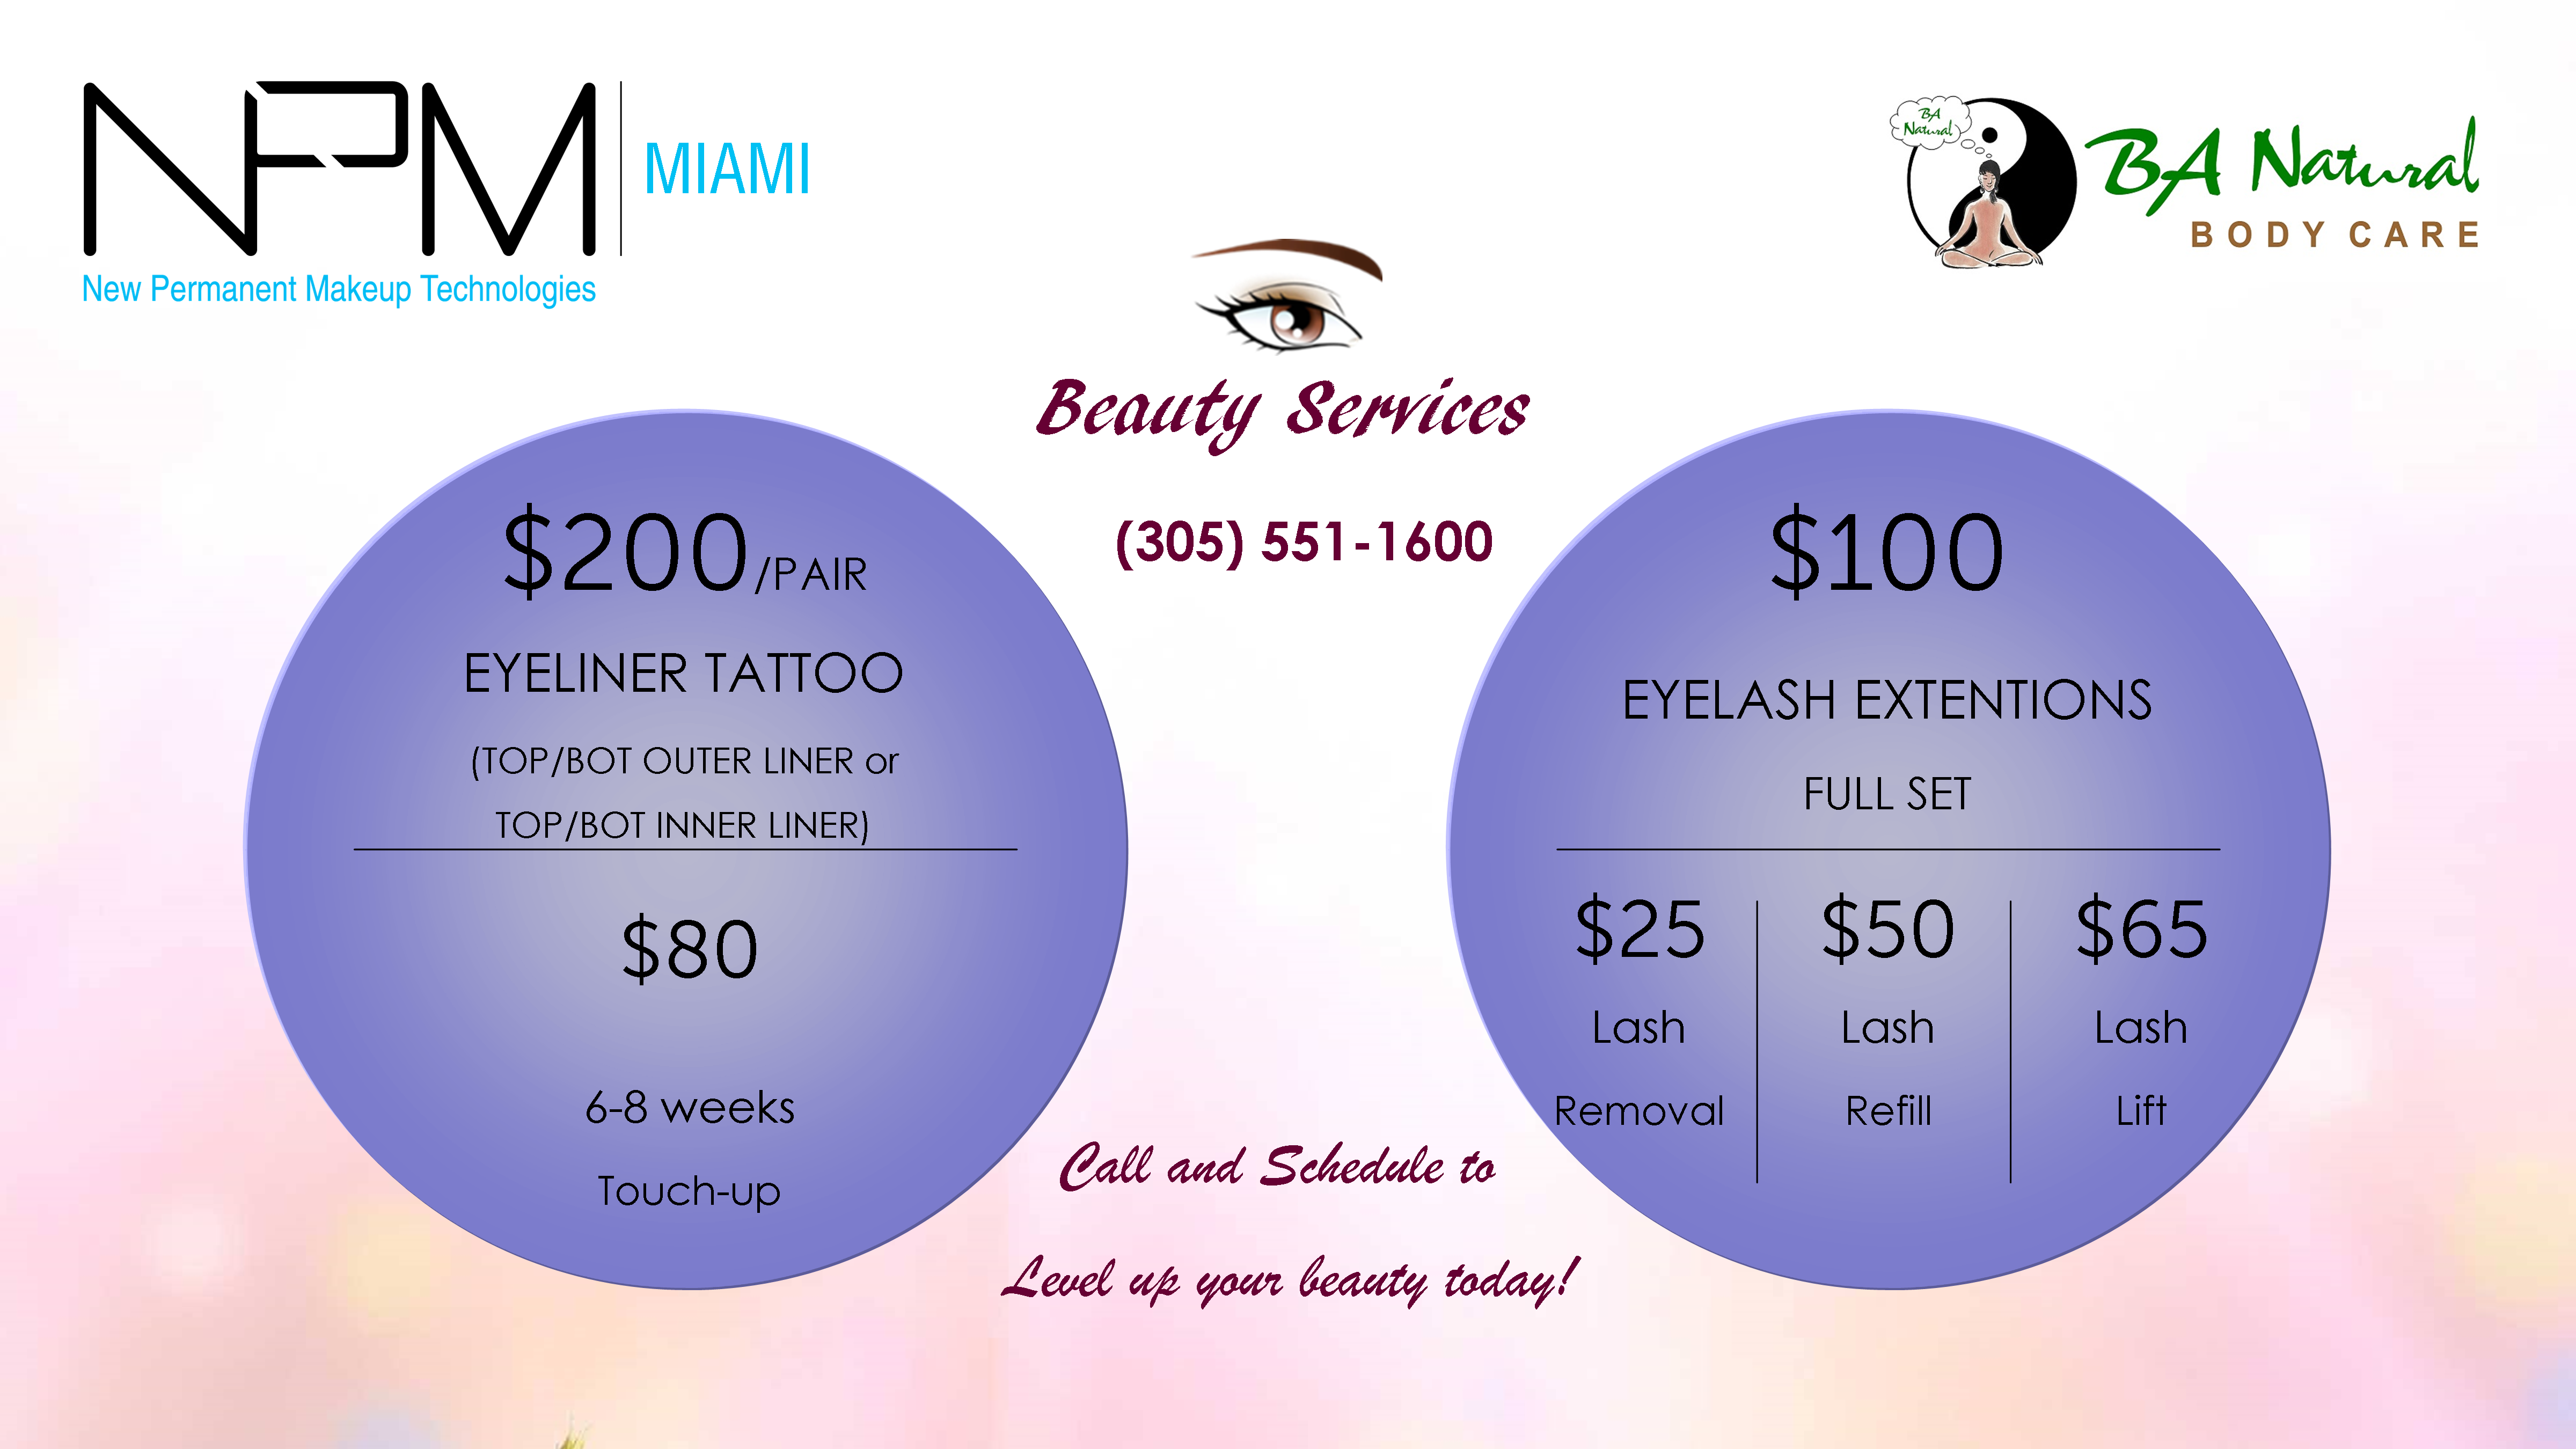 NPM
MIAMI
New Permanent Makeup Technologies
BA
Natural
BA Natural
BODY CARE
Beauty Services
(305) 551-1600
$200/PAIR
EYELINER TATTOO
(TOP/BOT OUTER LINER or
TOP/BOT INNER LINER)
$80
6-8 weeks
Touch-up
$100
EYELASH EXTENTIONS
FULL SET
$25
Lash
Removal
$50
Lash
Refill
$65
Lash
Lift
Call and Schedule to
Level up your beauty today!